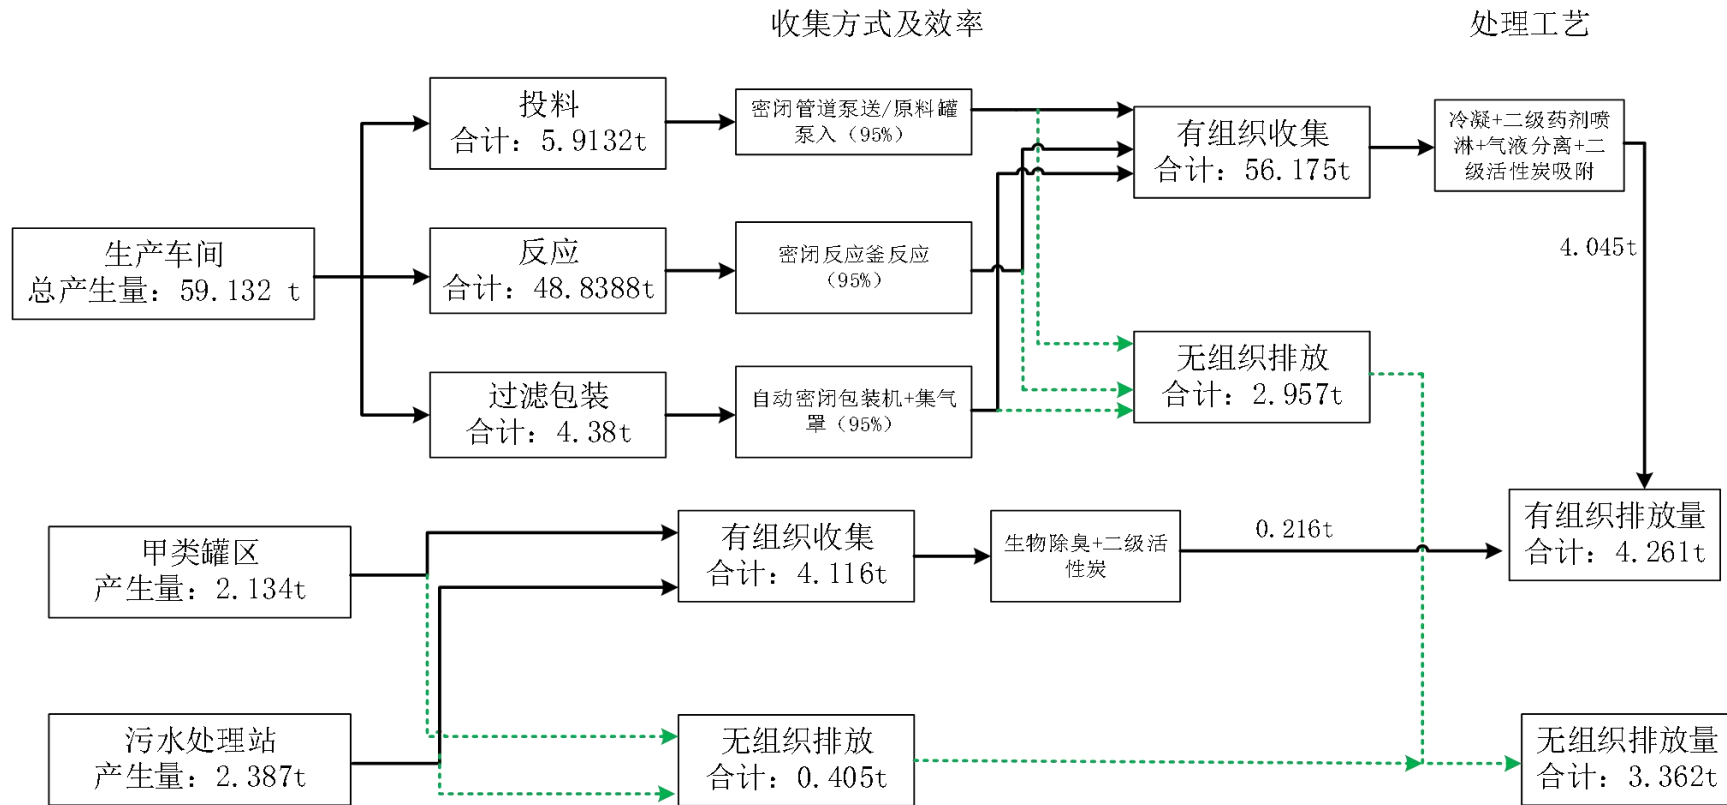 收集方式及效率
处理工艺
投料
合计：5.9132t
密闭管道泵送/原料罐
泵入（95%）
有组织收集
合计：56.175t
冷凝+二级药剂喷
淋+气液分离+二
级活性炭吸附
生产车间
总产生量：59.132 t
反应
合计：48.8388t
密闭反应釜反应
（95%）
4.045t
无组织排放
合计：2.957t
过滤包装
合计：4.38t
自动密闭包装机+集气
罩（95%）
甲类罐区
产生量：2.134t
有组织收集
合计：4.116t
生物除臭+二级活
性炭
0.216t
有组织排放量
合计：4.261t
污水处理站
产生量：2.387t
无组织排放
合计：0.405t
无组织排放量
合计：3.362t